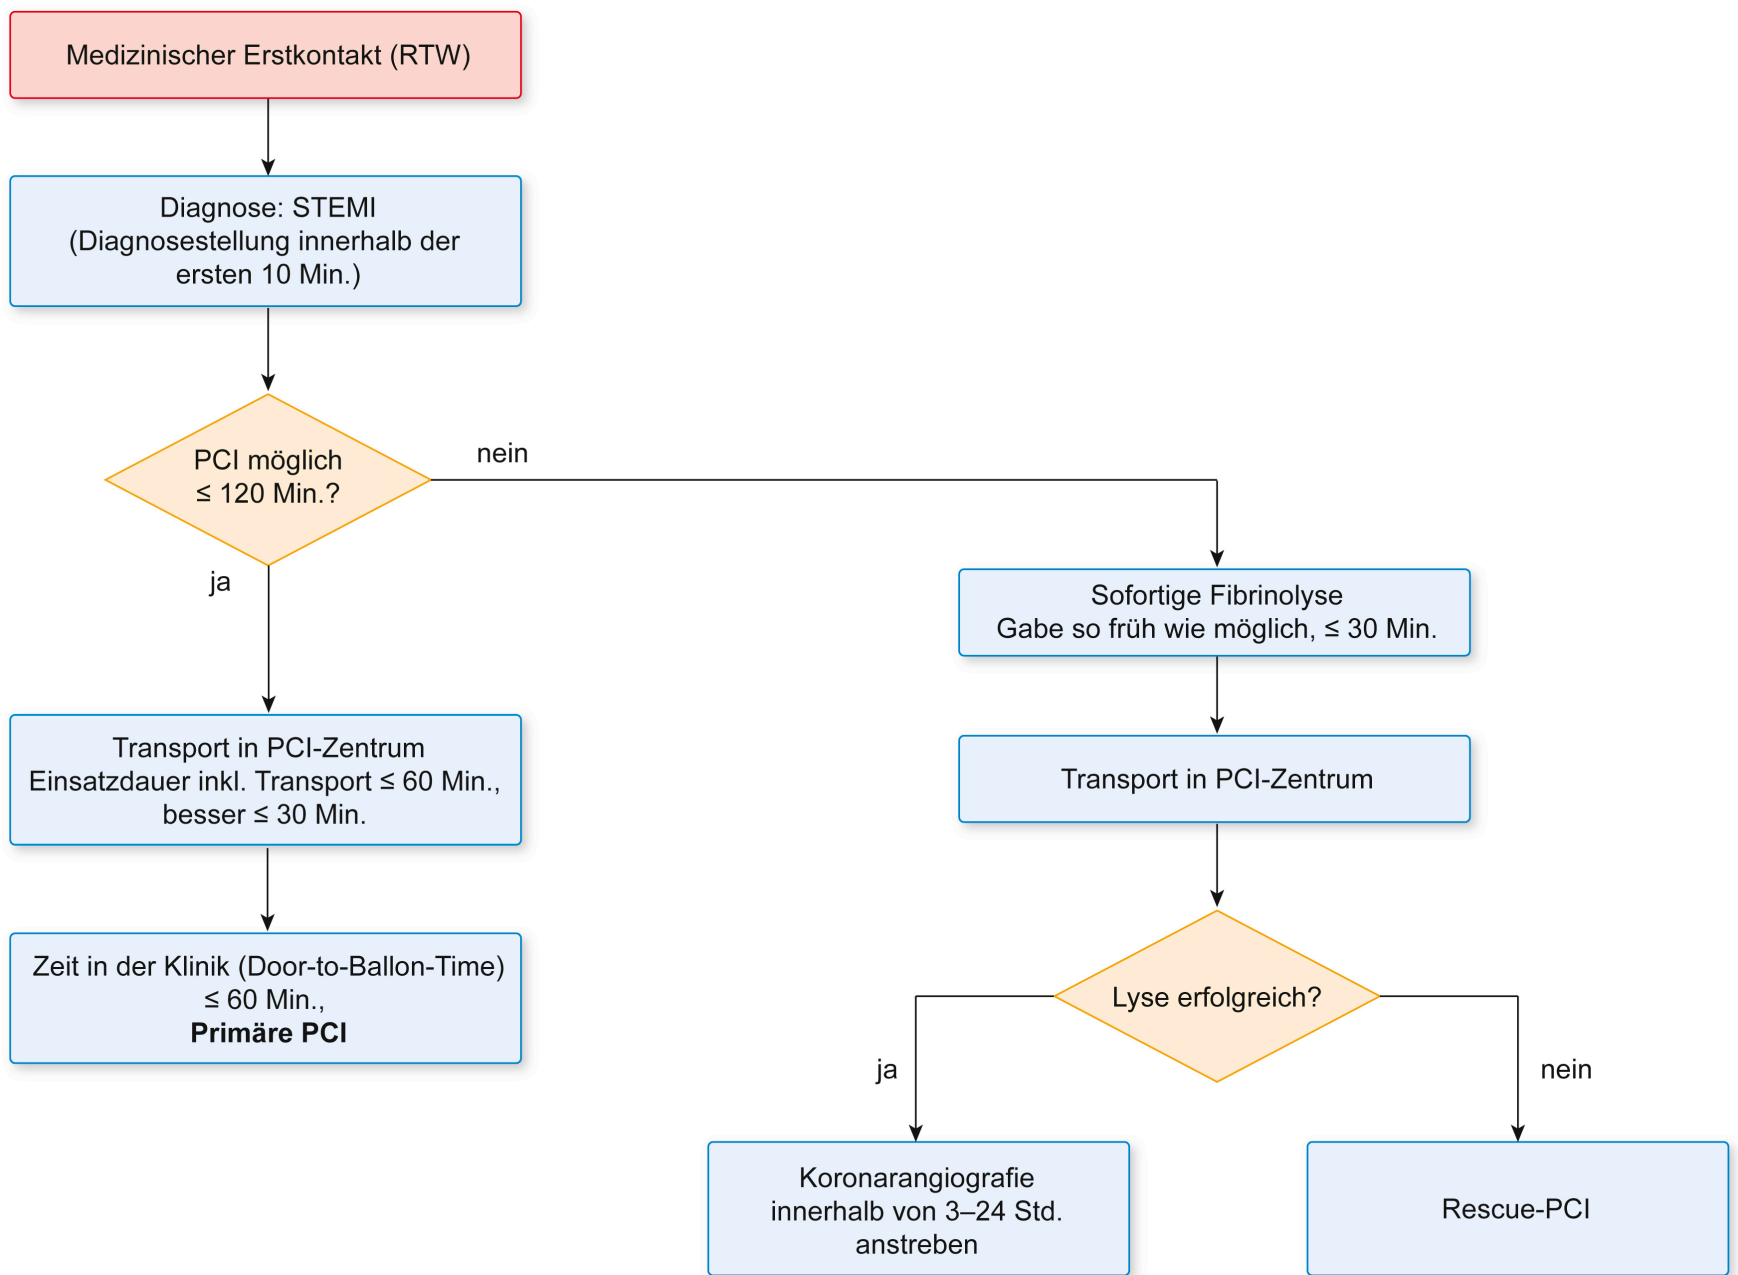 Medizinischer Erstkontakt (RTW)
Diagnose: STEMI
(Diagnosestellung innerhalb der
ersten 10 Min.)
PCI möglich
≤ 120 Min.?
nein
ja
Sofortige Fibrinolyse
Gabe so früh wie möglich, ≤ 30 Min.
Transport in PCI-Zentrum
Einsatzdauer inkl. Transport ≤ 60 Min.,
besser ≤ 30 Min.
Transport in PCI-Zentrum
Zeit in der Klinik (Door-to-Ballon-Time)
≤ 60 Min.,
Primäre PCI
Lyse erfolgreich?
ja
nein
Koronarangiografie
innerhalb von 3–24 Std.
anstreben
Rescue-PCI